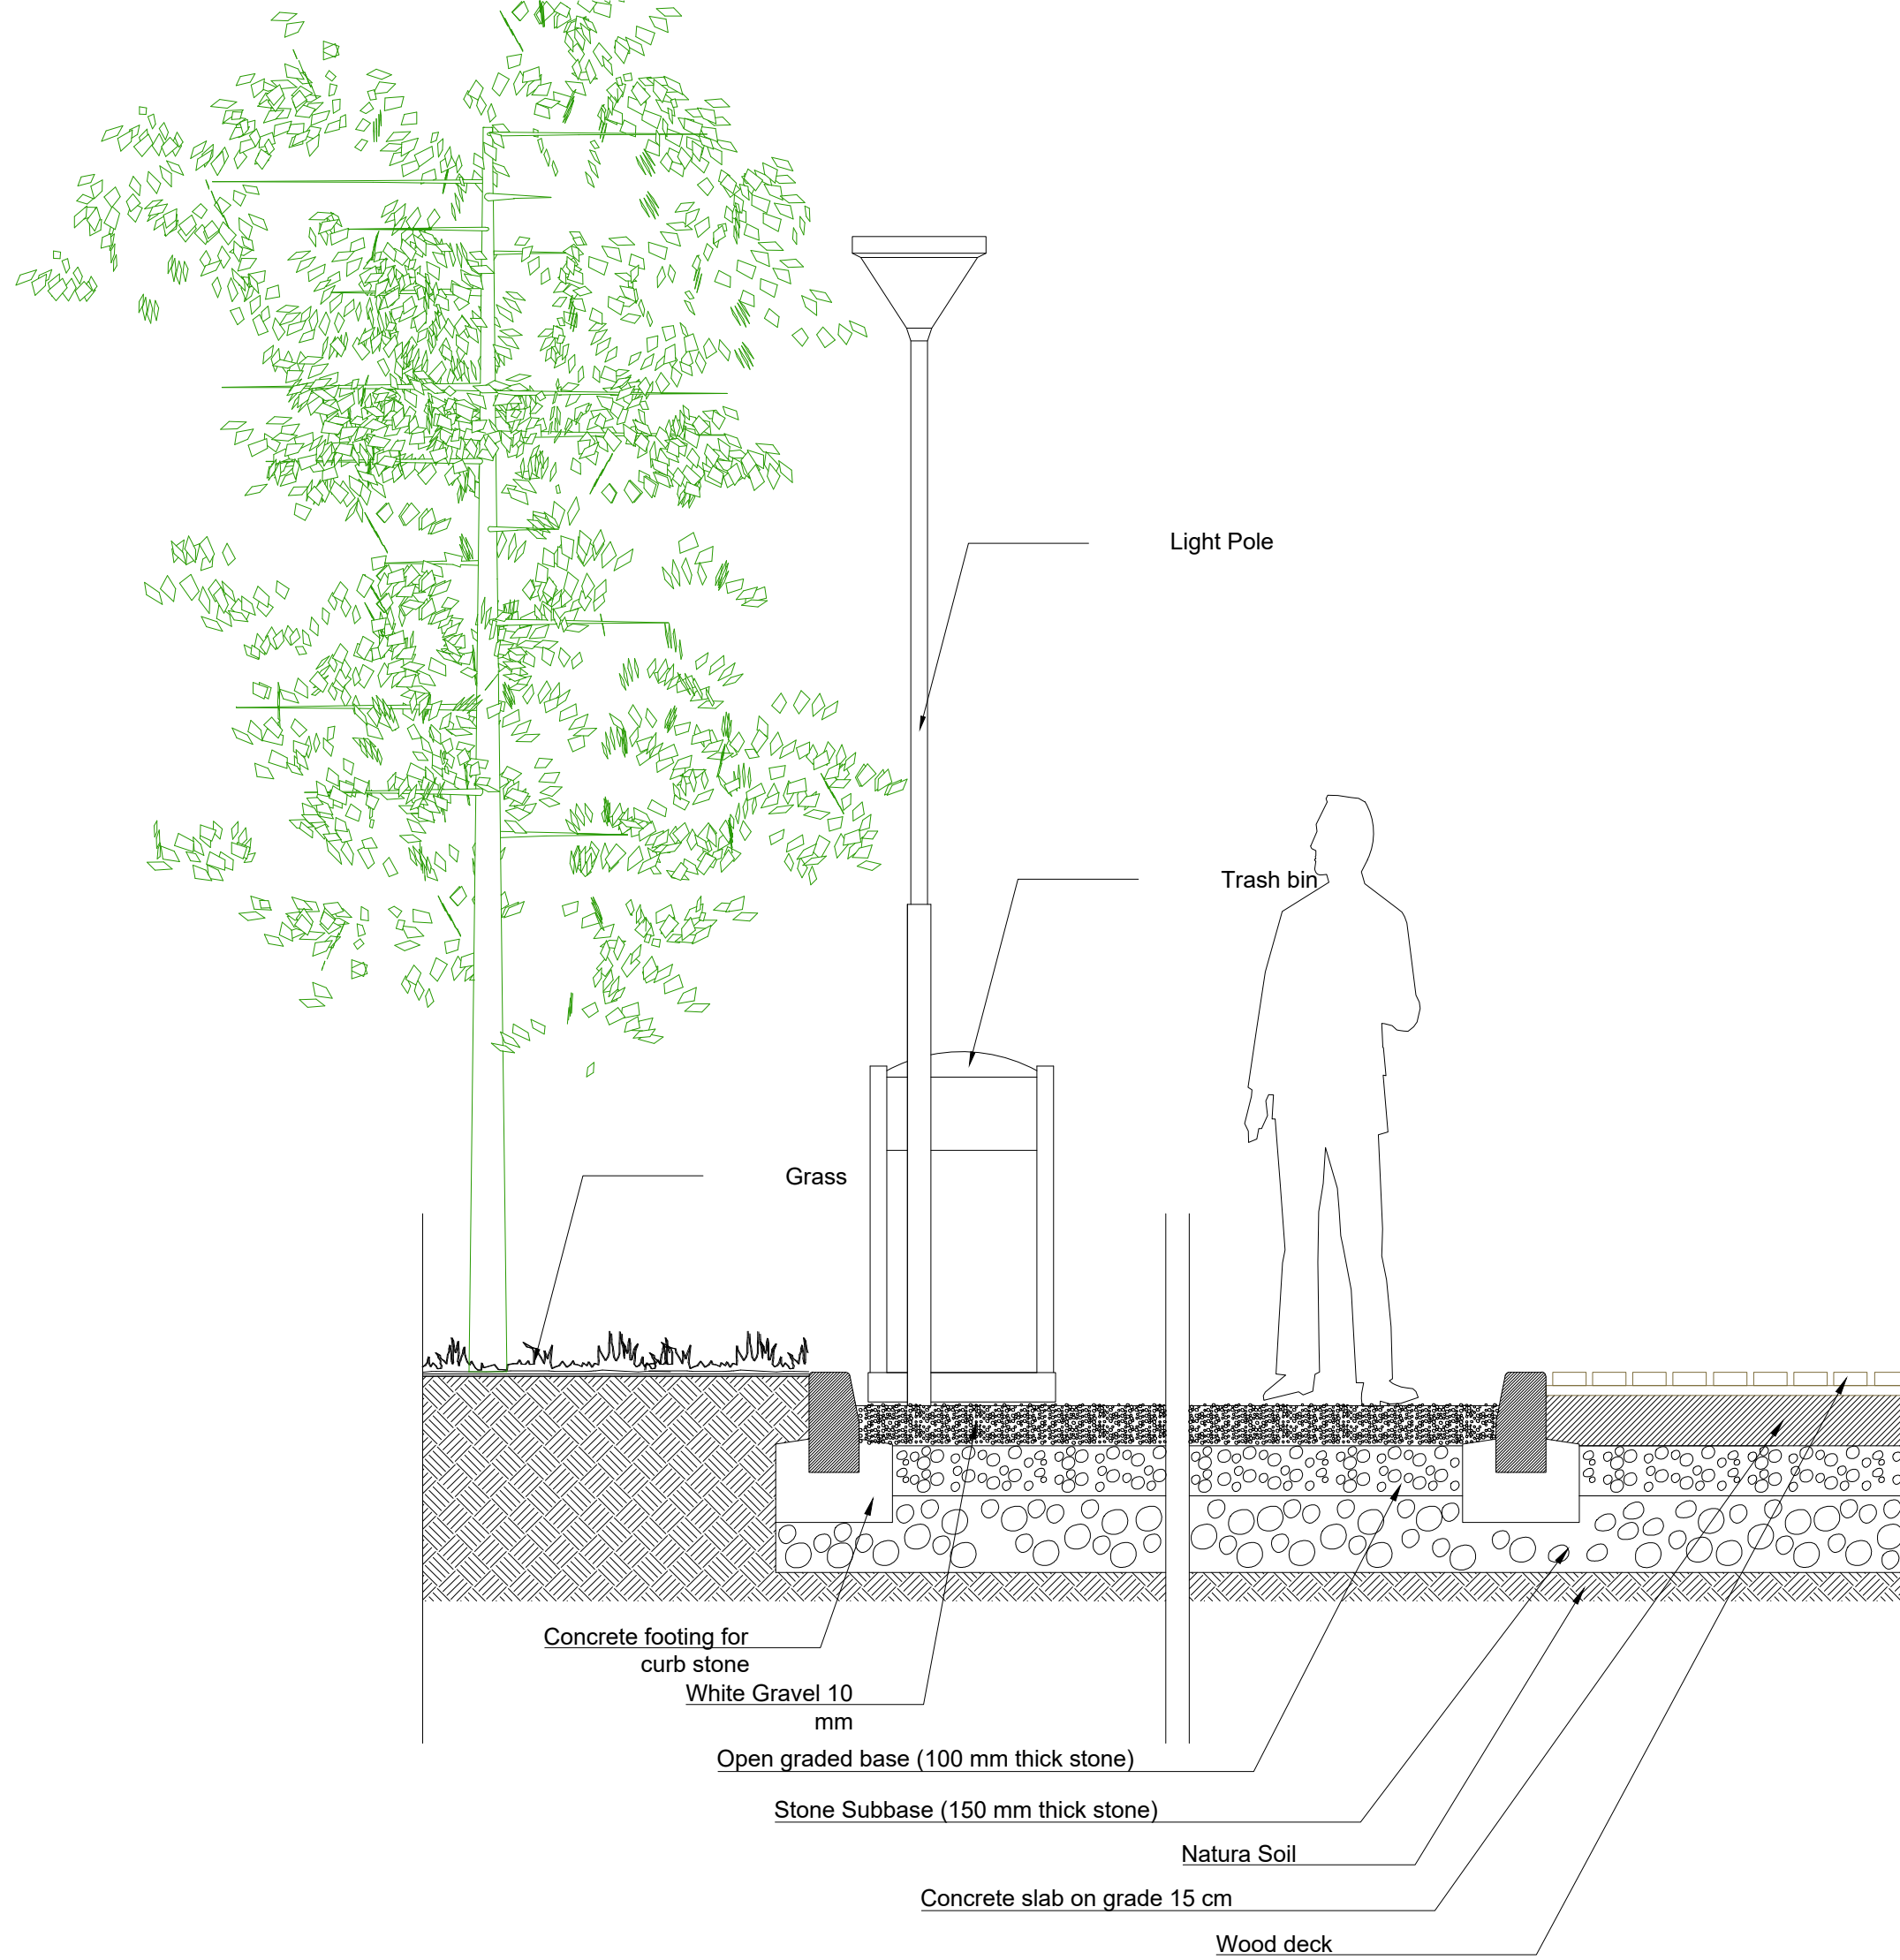 Light Pole
Trash bin
Grass
Concrete footing for
curb stone
White Gravel 10
mm
Open graded base (100 mm thick stone)
Stone Subbase (150 mm thick stone)
Natura Soil
Concrete slab on grade 15 cm
Wood deck